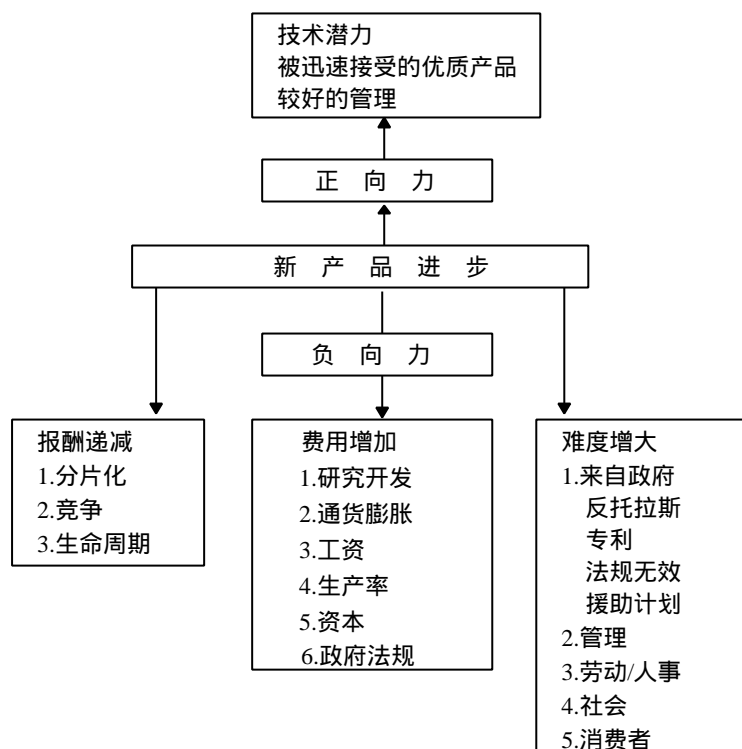 技术潜力
被迅速接受的优质产品
较好的管理
正 向 力
新 产 品 进 步
负 向 力
报酬递减
1.分片化
2.竞争
3.生命周期
费用增加
1.研究开发
2.通货膨胀
3.工资
4.生产率
5.资本
6.政府法规
难度增大
1.来自政府
反托拉斯
专利
法规无效
援助计划
2.管理
3.劳动/人事
4.社会
5.消费者